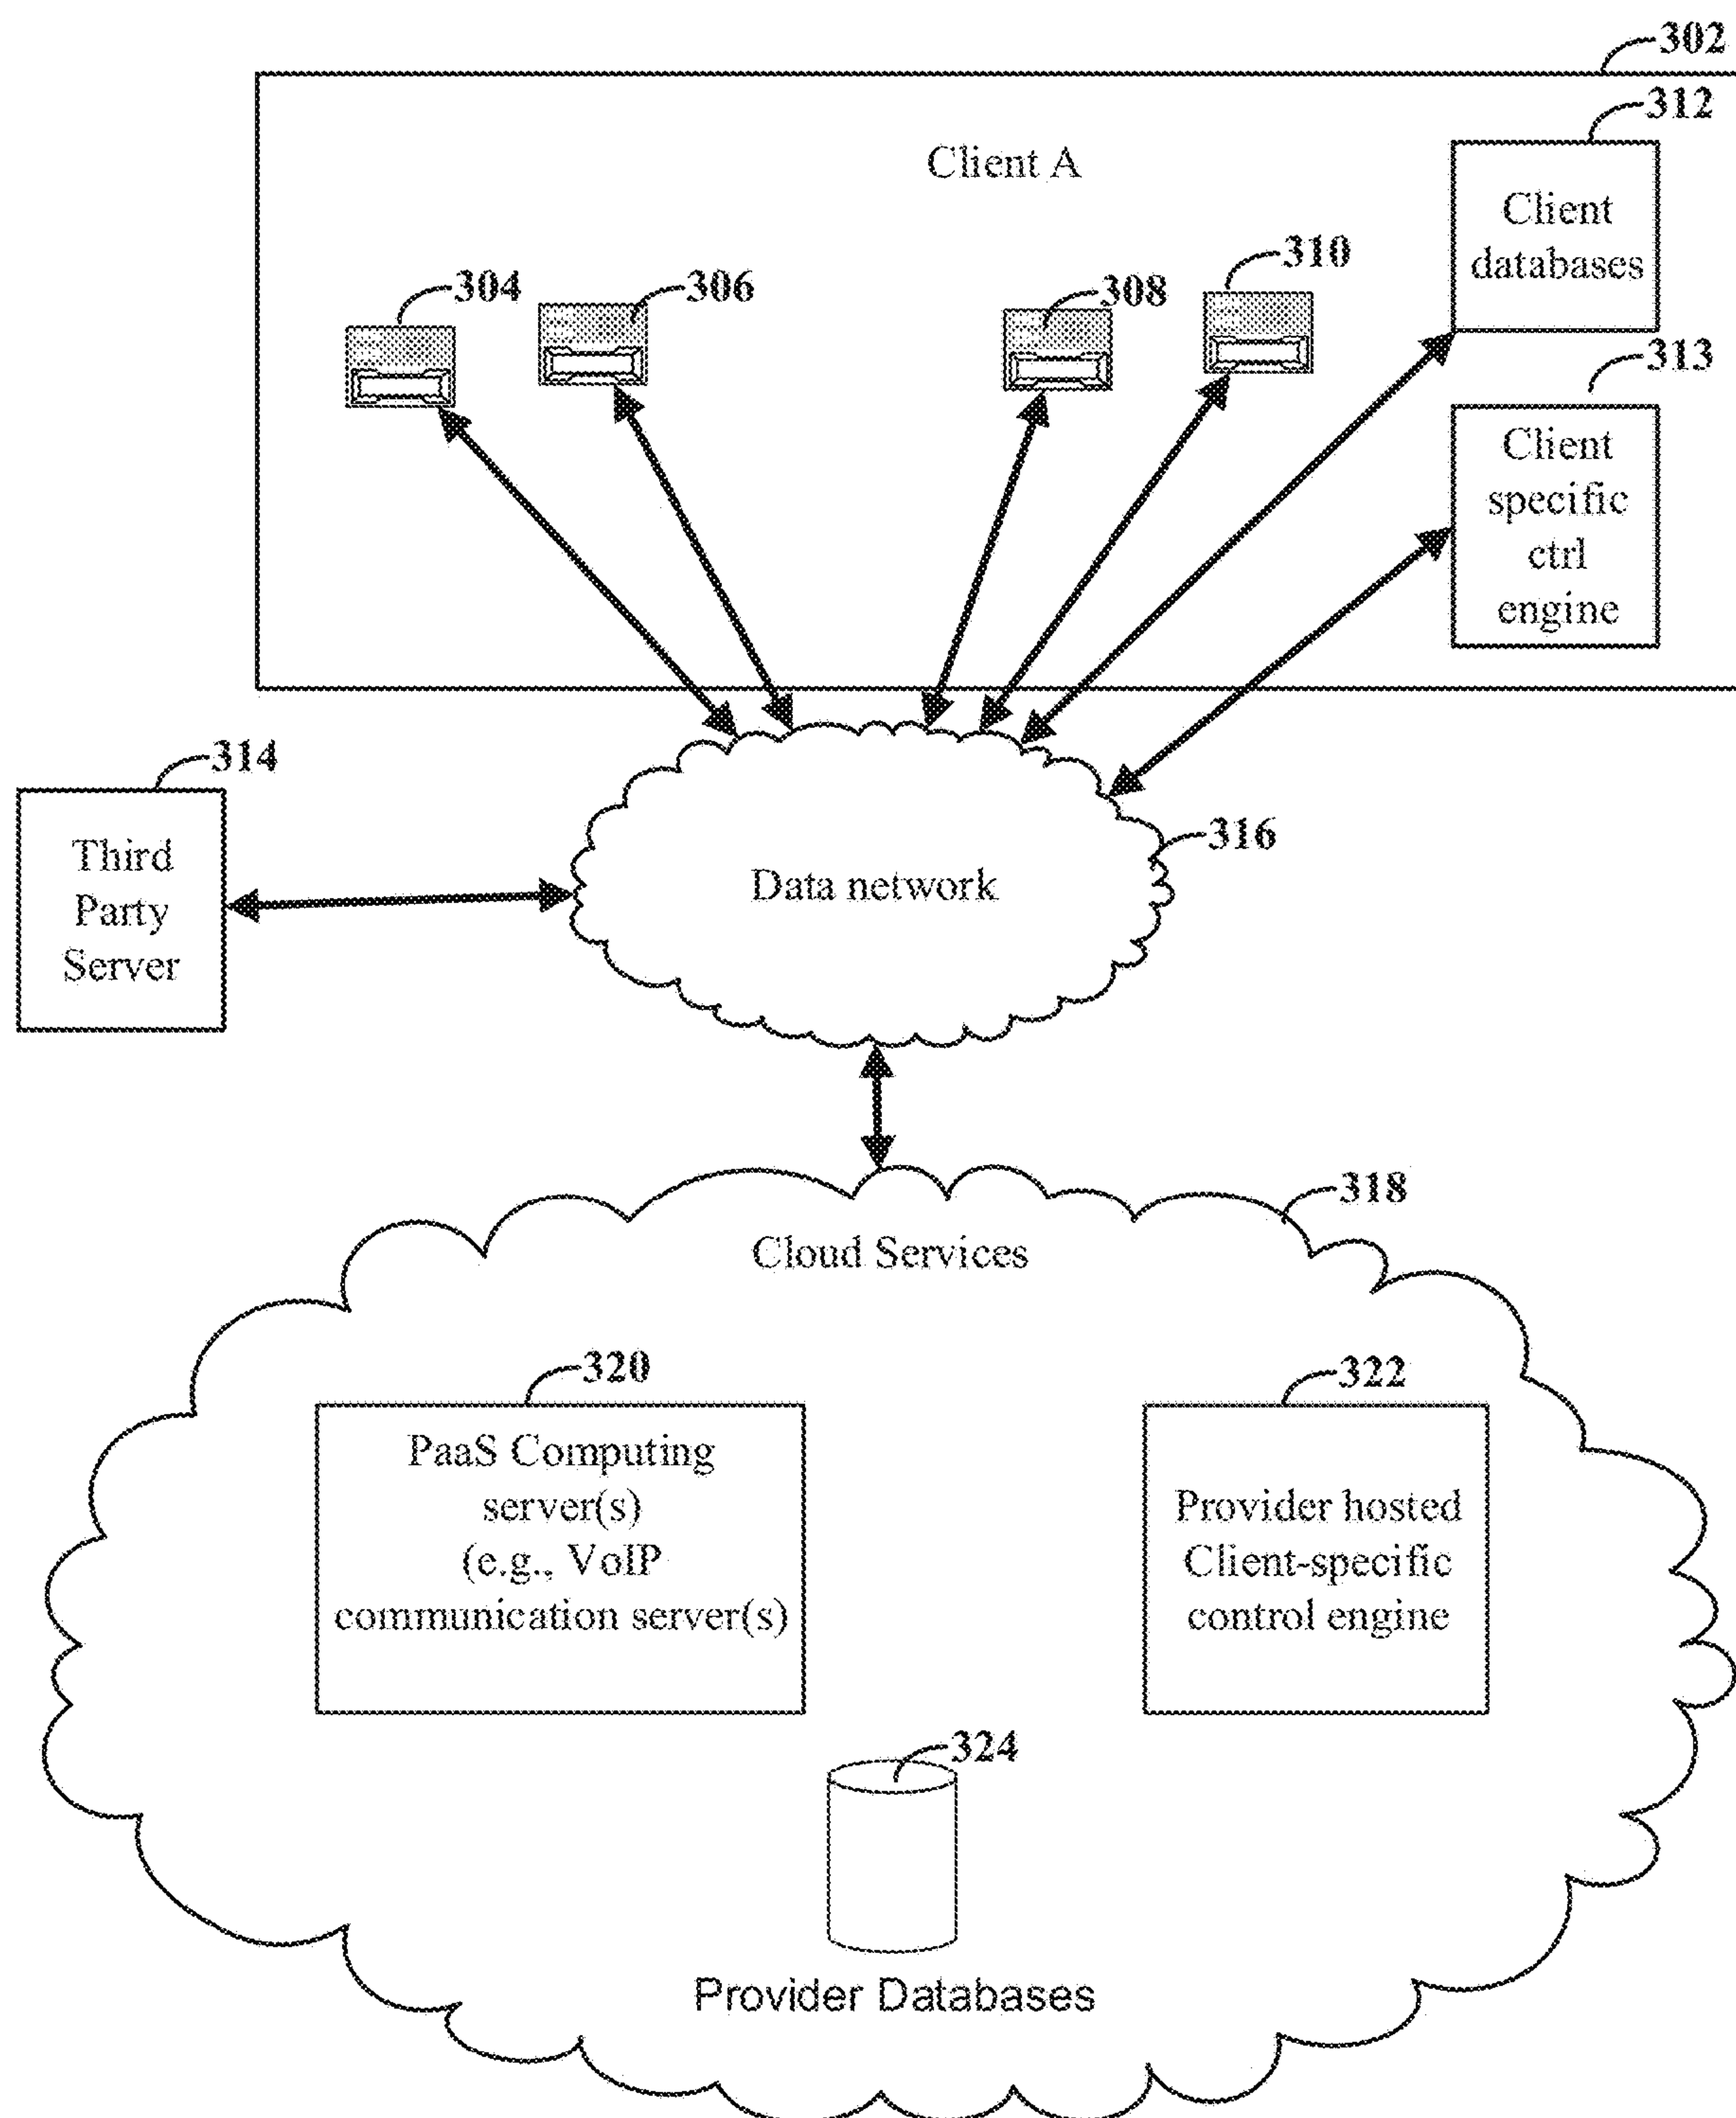 302
312
Client A
Client
databases
304
306
308
310
313
Client
specific
ctrl
engine
314
Third
Party
Server
316
Data network
318
Cloud Services
320
PaaS Computing
server(s)
(e.g., VoIP
communication server(s)
322
Provider hosted
Client-specific
control engine
324
Provider Databases